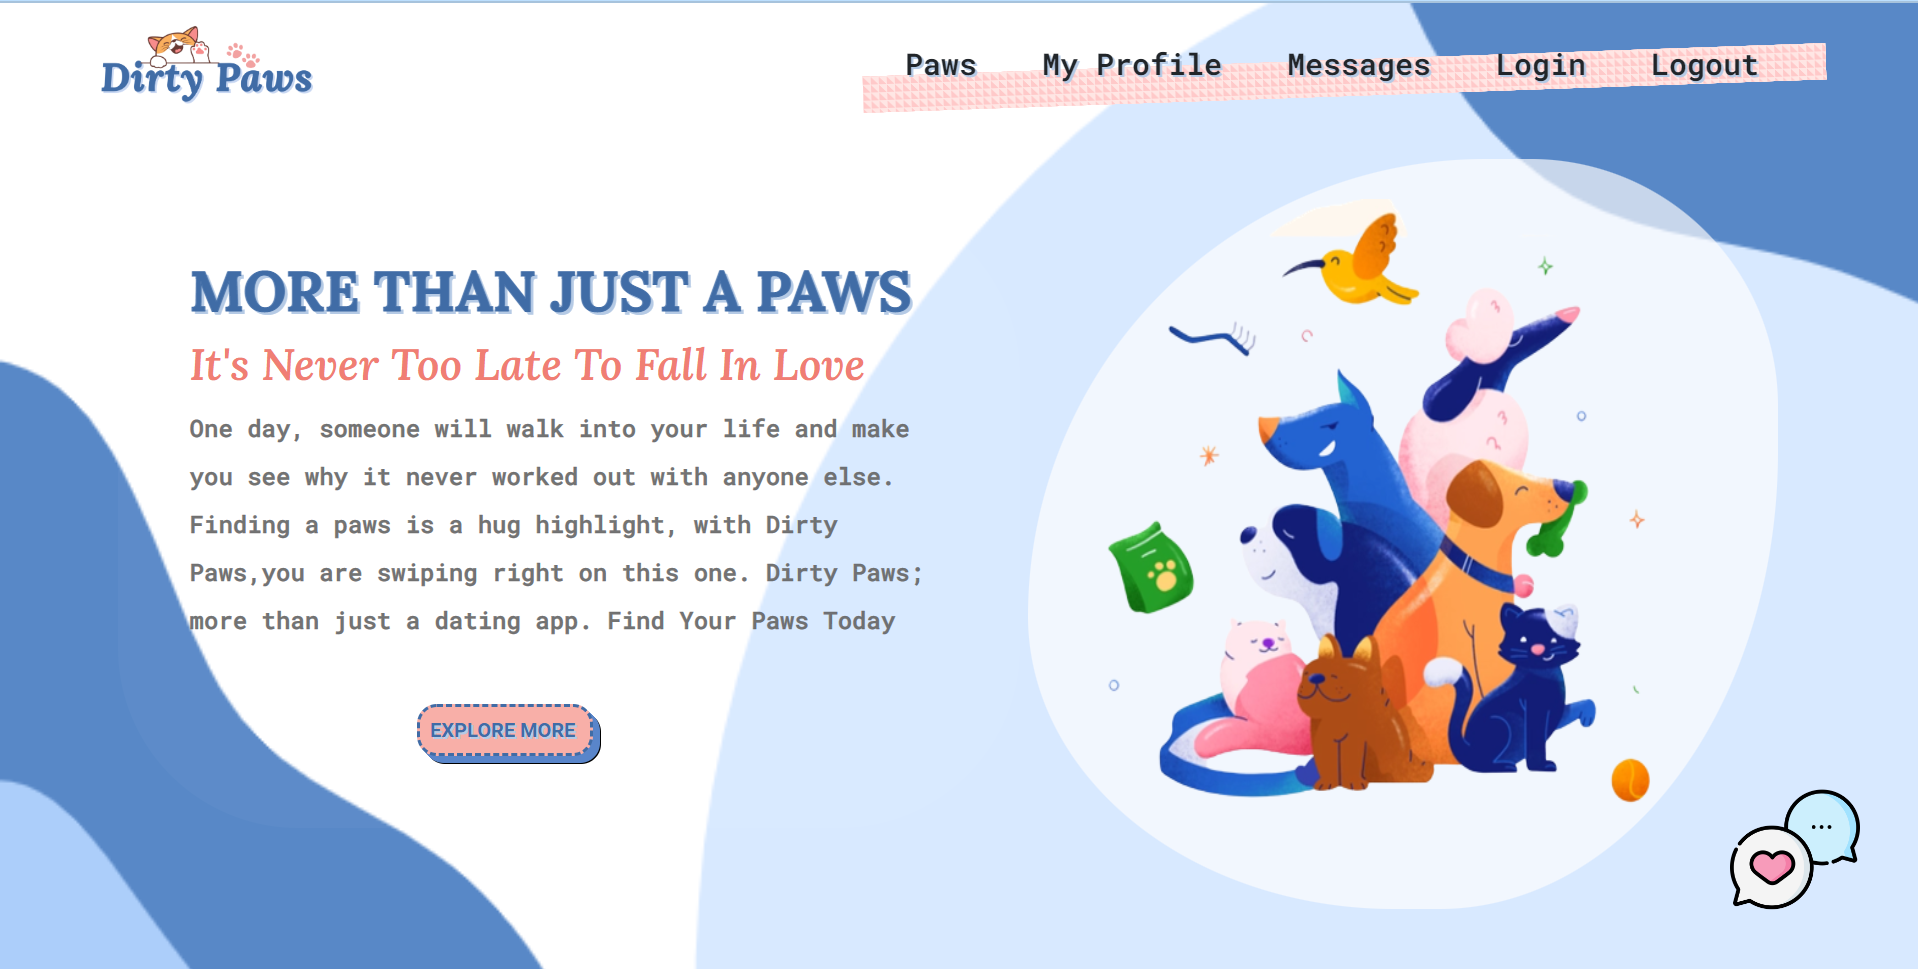 Dirty Paws
Paws My Profile Messages Login Logout
MORE THAN JUST A PAWS
It's Never Too Late To Fall In Love
One day, someone will walk into your life and make
you see why it never worked out with anyone else.
Finding a paws is a hug highlight, with Dirty
Paws,you are swiping right on this one. Dirty Paws;
more than just a dating app. Find Your Paws Today
EXPLORE MORE